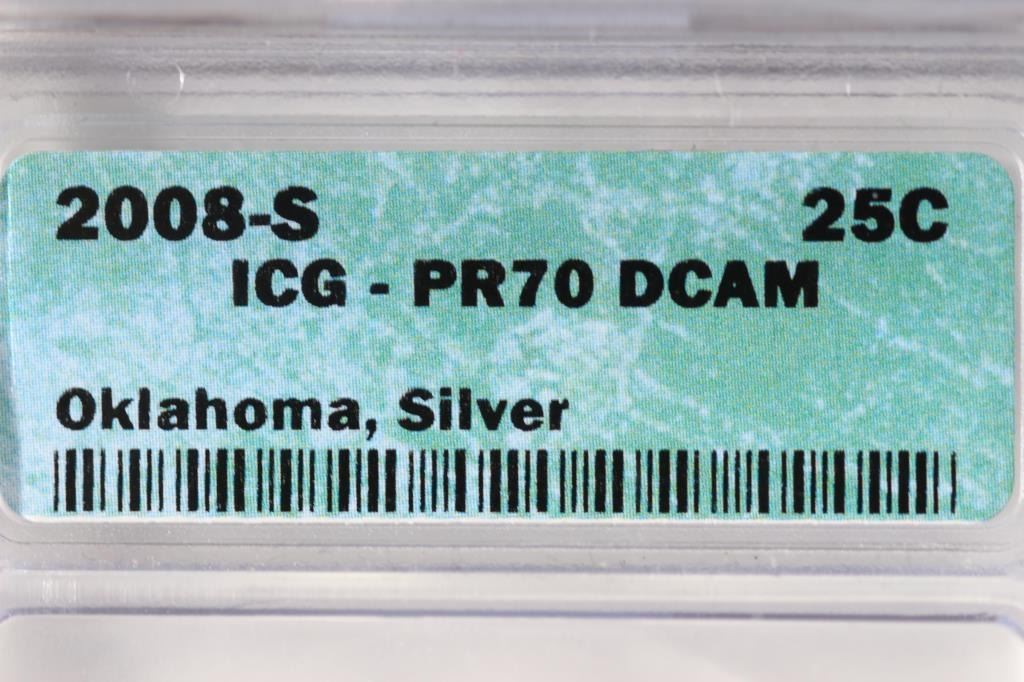 2008-S 25C
ICG - PR70 DCAM
Oklahoma, Silver